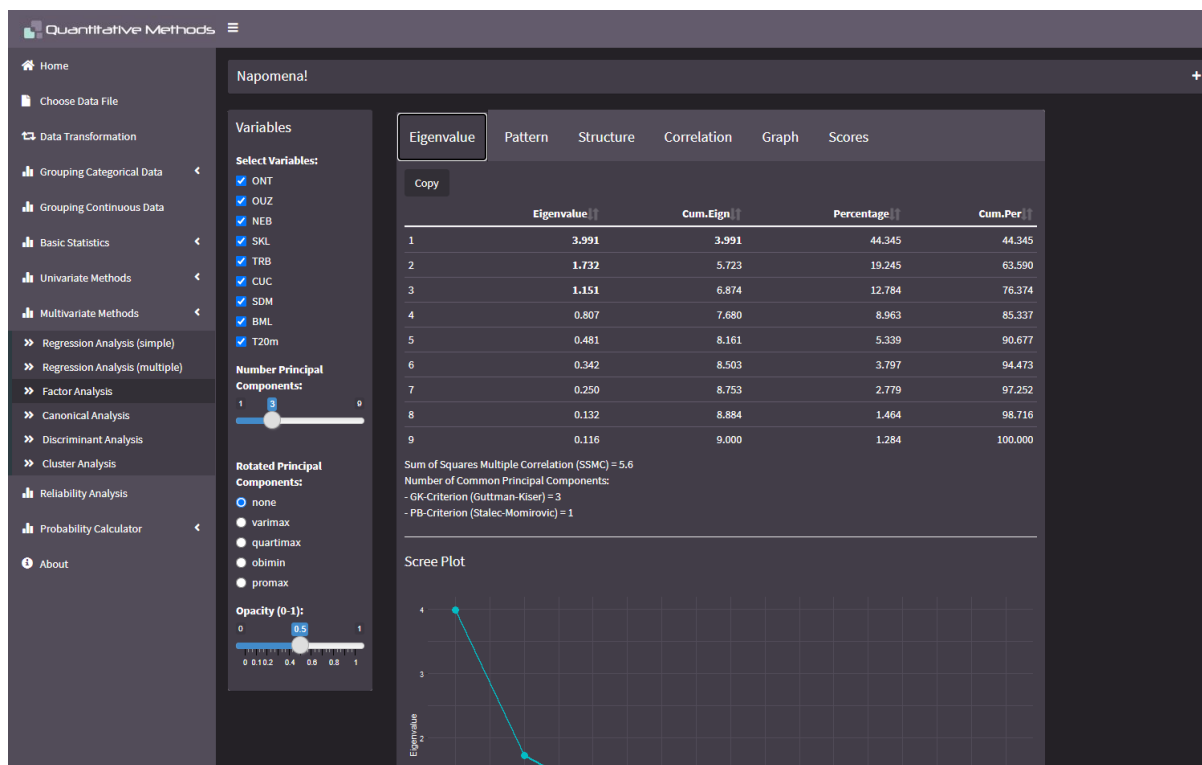 Quantitative Methods
Home
Choose Data File
Data Transformation
Grouping Categorical Data
Grouping Continuous Data
Basic Statistics
Univariate Methods
Multivariate Methods
Regression Analysis (simple)
Regression Analysis (multiple)
Factor Analysis
Canonical Analysis
Discriminant Analysis
Cluster Analysis
Reliability Analysis
Probability Calculator
About
Napomena!
Variables
Select Variables:
ONT
OUZ
NEB
SKL
TRB
CUC
SDM
BML
T20m
Number Principal
Components:
1 3 9
Rotated Principal
Components:
none
varimax
quartimax
obimin
promax
Opacity (0-1):
0 0.5 1
0 0.1 0.2 0.4 0.6 0.8 1
Eigenvalue Pattern Structure Correlation Graph Scores
Copy
Eigenvalue Cum.Eign Percentage Cum.Per
1 3.991 3.991 44.345 44.345
2 1.732 5.723 19.245 63.590
3 1.151 6.874 12.784 76.374
4 0.807 7.680 8.963 85.337
5 0.481 8.161 5.339 90.677
6 0.342 8.503 3.797 94.473
7 0.250 8.753 2.779 97.252
8 0.132 8.884 1.464 98.716
9 0.116 9.000 1.284 100.000
Sum of Squares Multiple Correlation (SSMC) = 5.6
Number of Common Principal Components:
- GK-Criterion (Guttman-Kiser) = 3
- PB-Criterion (Stalec-Momirovic) = 1
Scree Plot
4
3
2
Eigenvalue